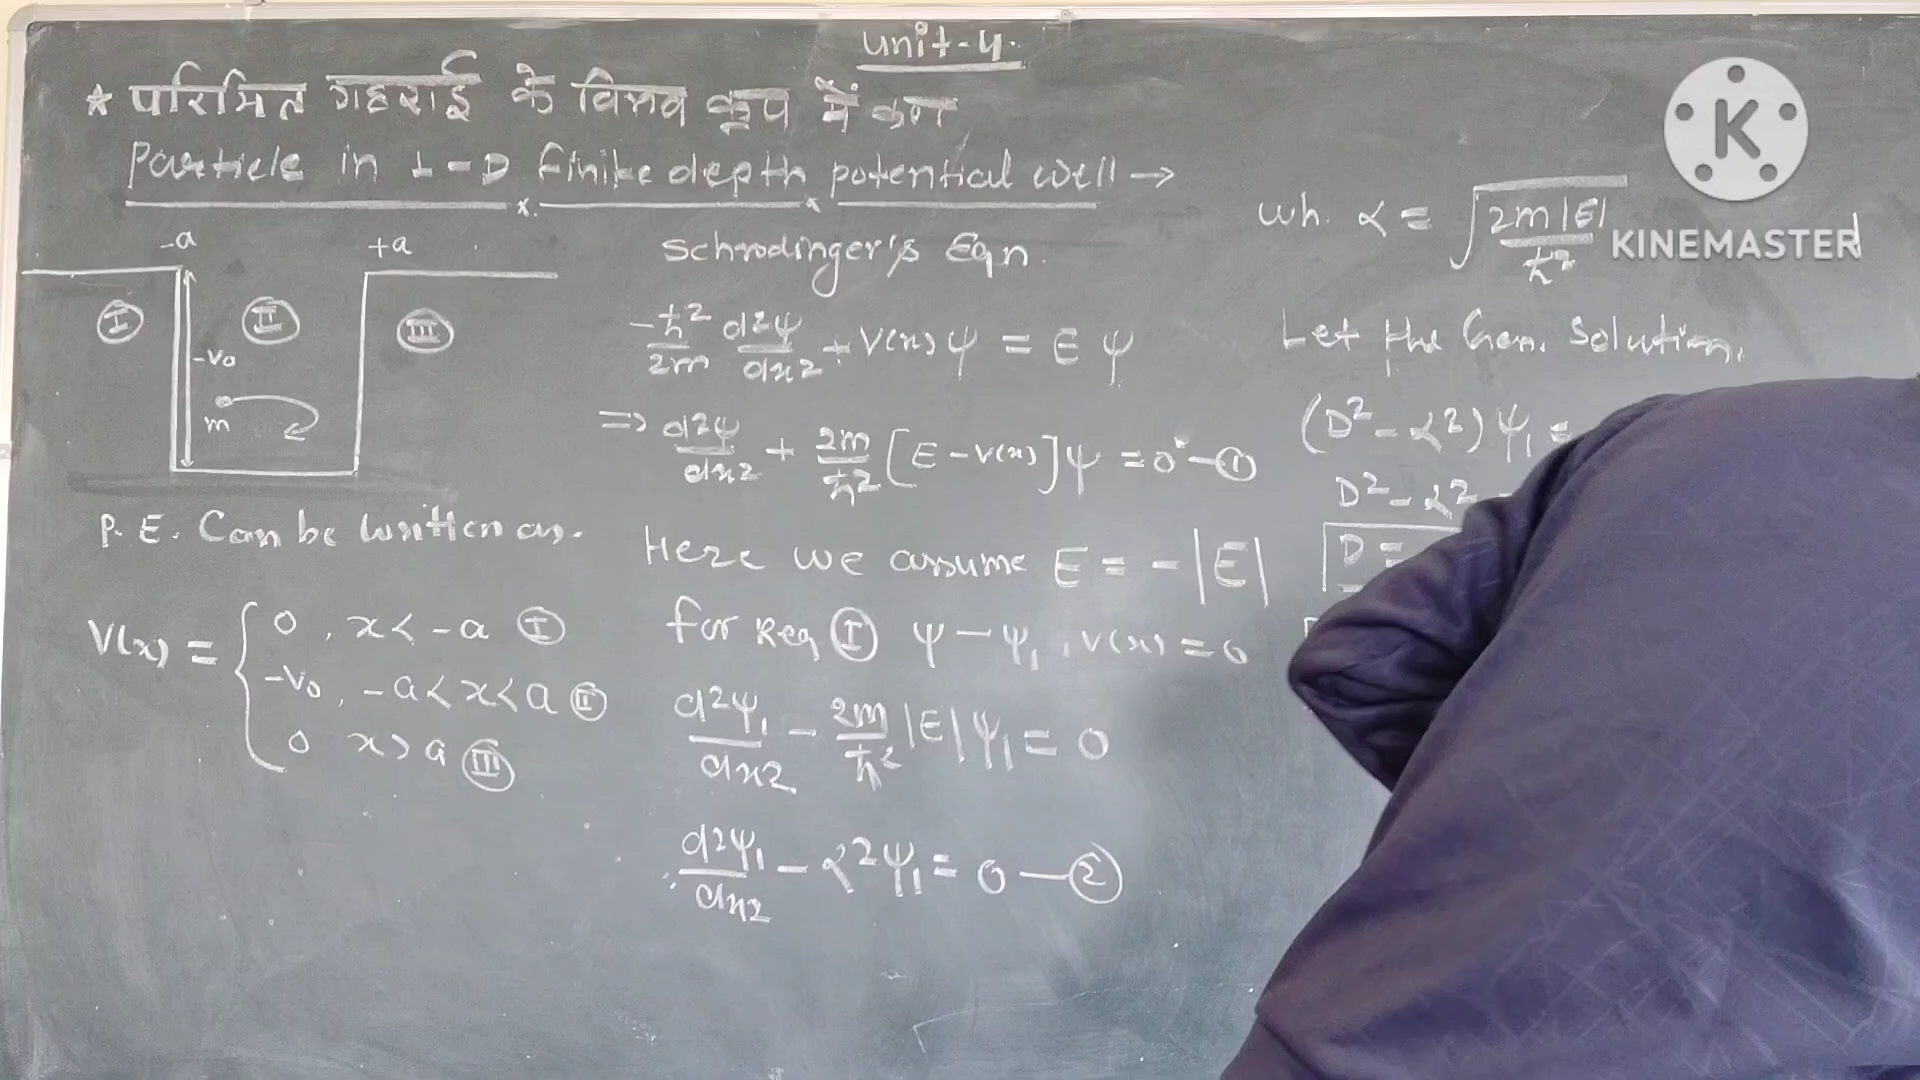 unit-4.
* परिमित गहराई के विभव कूप में कण
Particle in 1-D finite depth potential well →
-a
+a
I
II
III
-V₀
m
P.E. Can be written as.
V(x) = { 0 , x < -a I
-V₀ , -a < x < a II
0 x > a III
Schrodinger's Eqn.
-ℏ²/2m d²ψ/dx² + V(x) ψ = E ψ
⇒ d²ψ/dx² + 2m/ℏ² [E - V(x)] ψ = 0 — ①
Here we assume E = -|E|
for Reg I ψ - ψ₁ , V(x) = 0
d²ψ₁/dx² - 2m/ℏ² |E| ψ₁ = 0
d²ψ₁/dx² - α²ψ₁ = 0 — ②
wh. α = √2m|E|/ℏ²
Let the Gen. Solution.
(D² - α²) ψ₁ =
D² - α²
D =
K
KINEMASTER